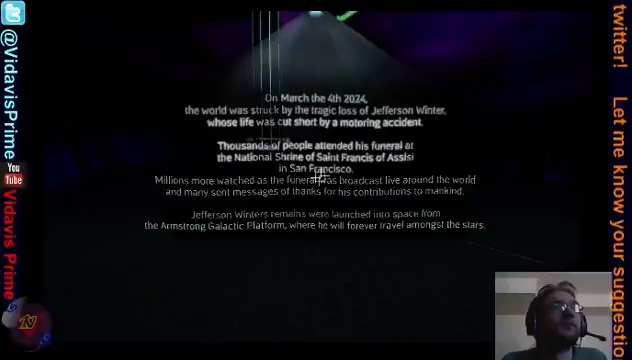 @VidavisPrime
You
Tube
Vidavis Prime
On March the 4th 2024,
the world was struck by the tragic loss of Jefferson Winter,
whose life was cut short by a motoring accident.
Thousands of people attended his funeral at
the National Shrine of Saint Francis of Assisi
in San Francisco.
Millions more watched as the funeral was broadcast live around the world
and many sent messages of thanks for his contributions to mankind.
Jefferson Winters remains were launched into space from
the Armstrong Galactic Platform, where he will forever travel amongst the stars.
twitter! Let me know your suggestio